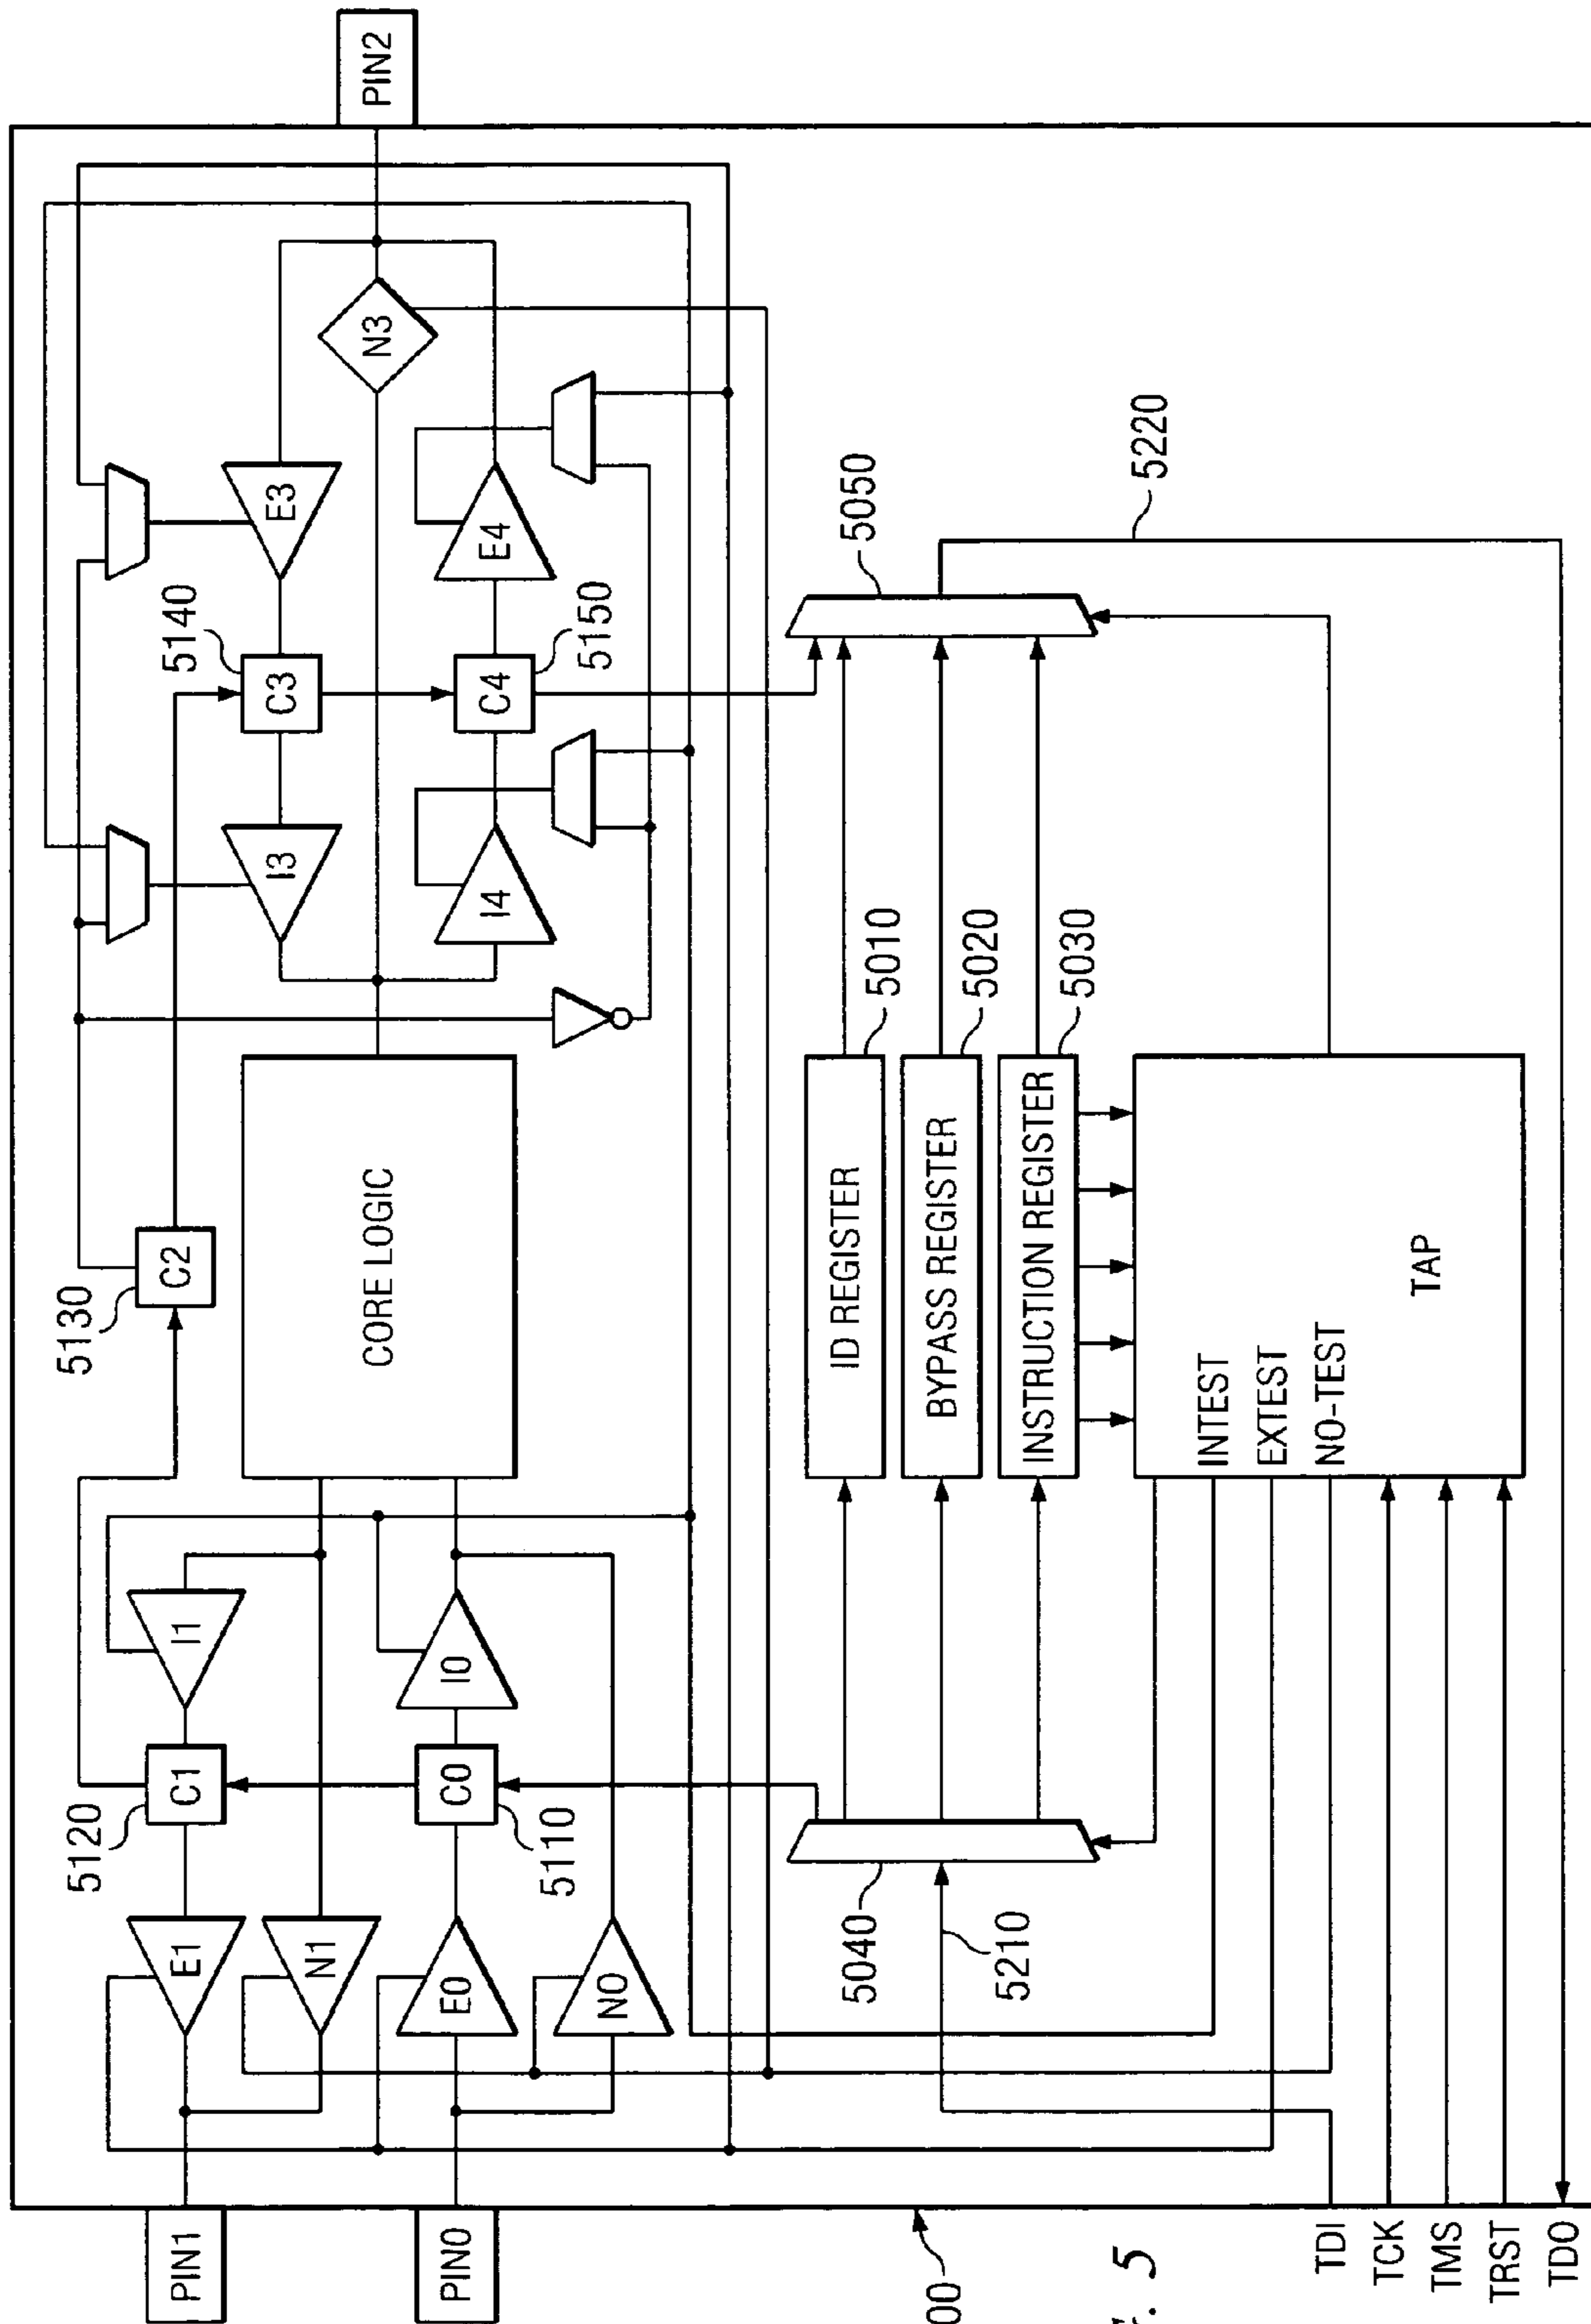 PIN1
PIN0
PIN2
5120
C1
E1
I1
N1
5110
C0
E0
I0
N0
5130
C2
CORE LOGIC
5140
C3
E3
I3
N3
C4
5150
E4
I4
5040
5210
5050
5220
ID REGISTER
5010
BYPASS REGISTER
5020
INSTRUCTION REGISTER
5030
INTEST
EXTEST
NO-TEST
TAP
TDI
TCK
TMS
TRST
TDO
00
. 5